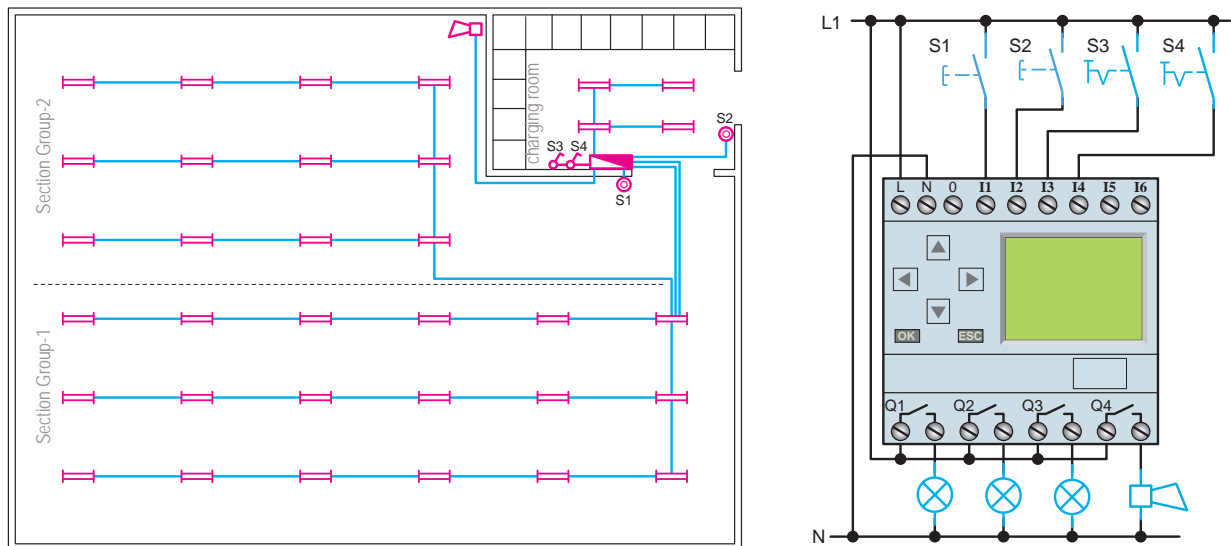 Section Group-2
Section Group-1
charging room
S3 S4
S2
S1
L1
S1 S2 S3 S4
L N 0 I1 I2 I3 I4 I5 I6
OK ESC
Q1 Q2 Q3 Q4
N